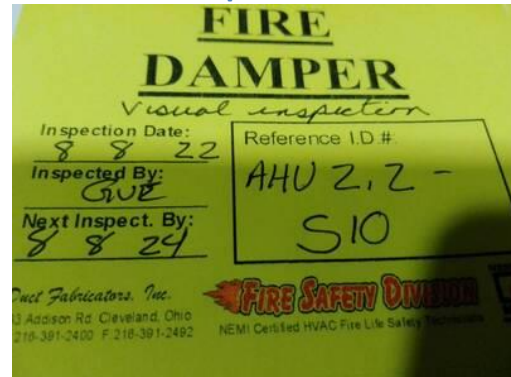 FIRE
DAMPER
Visual inspection
Inspection Date:
8 8 22
Inspected By:
Next Inspect. By:
8 8 24
Reference I.D.#:
AHU 2.2 -
S10
Duct Fabricators, Inc.
Addison Rd. Cleveland, Ohio
216-391-2400 F.216-391-2492
FIRE SAFETY DIVISION
NEMI Certified HVAC Fire Life Safety Technicians